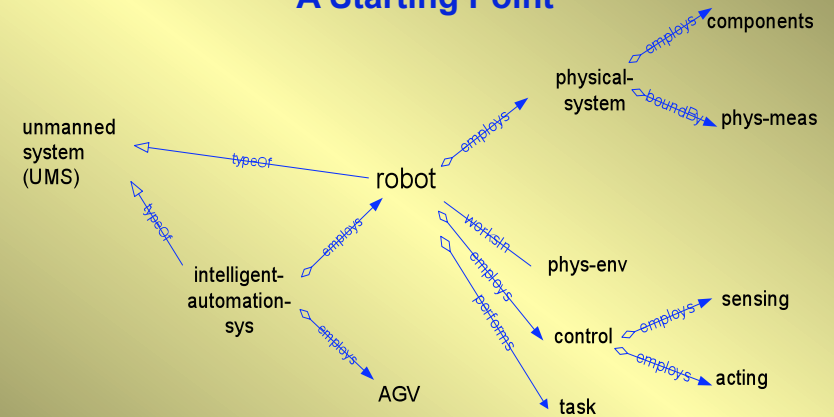 A Starting Point
components
employs
physical-
system
boundBy
phys-meas
unmanned
system
(UMS)
employs
typeOf
robot
typeOf
employs
worksIn
phys-env
employs
intelligent-
automation-
sys
performs
employs
control
employs
sensing
employs
acting
AGV
task